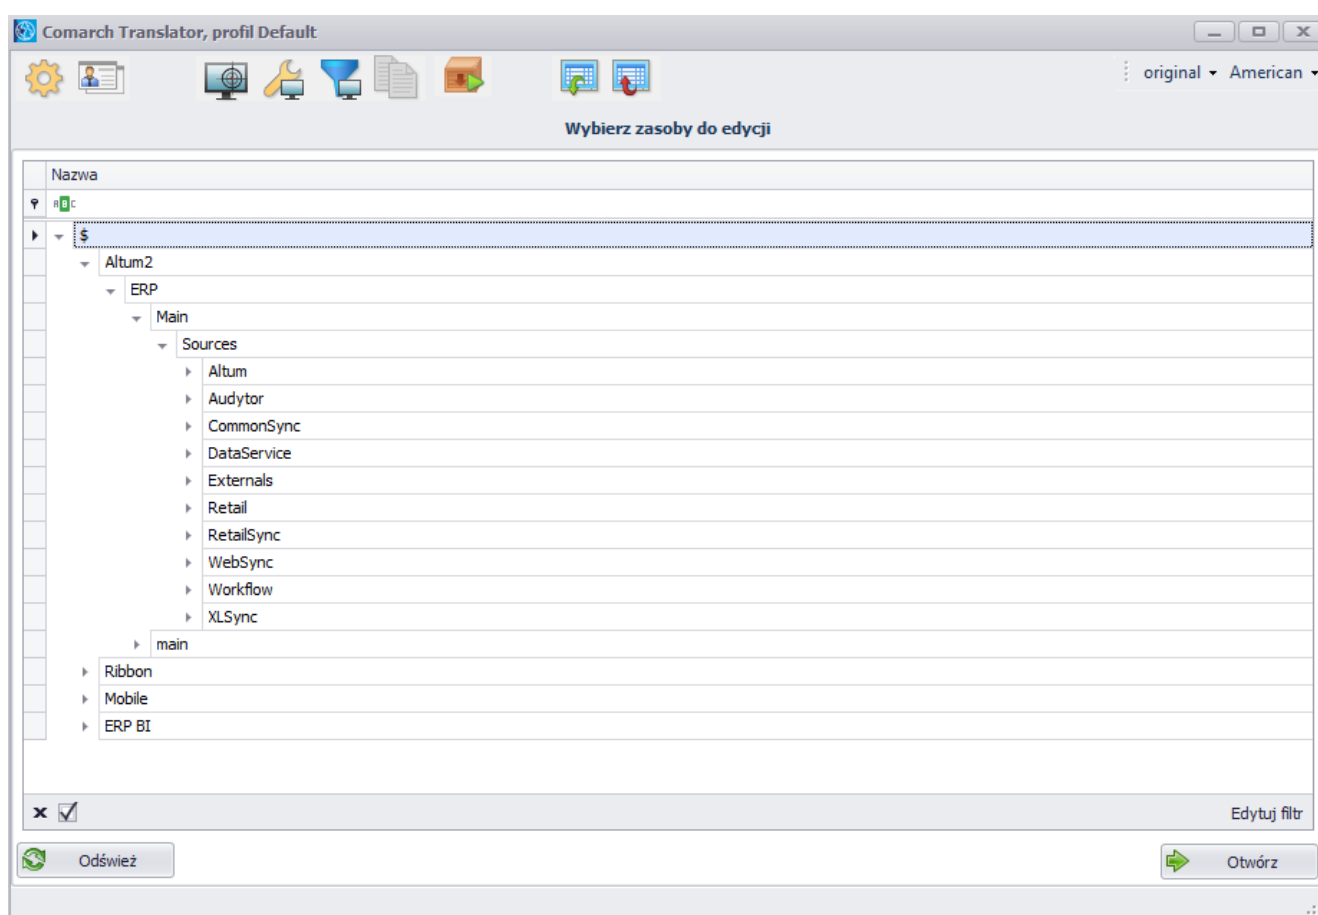 Comarch Translator, profil Default
original American
Wybierz zasoby do edycji
Nazwa
ABC
$
Altum2
ERP
Main
Sources
Altum
Audytor
CommonSync
DataService
Externals
Retail
RetailSync
WebSync
Workflow
XLSync
main
Ribbon
Mobile
ERP BI
Edytuj filtr
Odśwież Otwórz